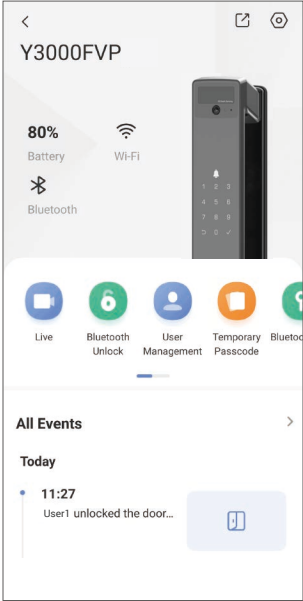 Y3000FVP
80%
Battery
Wi-Fi
Bluetooth
1 2 3
4 5 6
7 8 9
0
Live
Bluetooth
Unlock
User
Management
Temporary
Passcode
Bluetoo
All Events
Today
11:27
User1 unlocked the door...